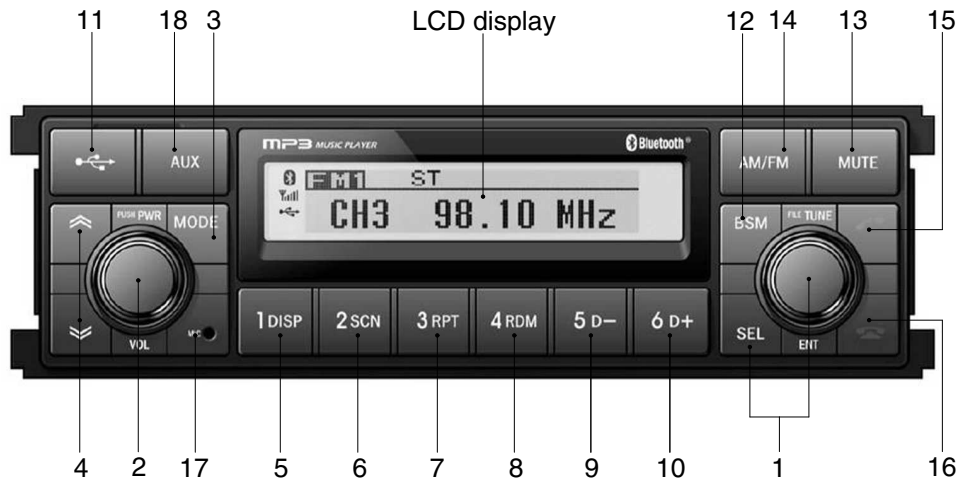 11 18 3 LCD display 12 14 13 15
MP3 MUSIC PLAYER Bluetooth®
AUX AM/FM MUTE
FM1 ST
PUSH PWR MODE BSM FILE TUNE
CH3 98.10 MHz
1 DISP 2 SCN 3 RPT 4 RDM 5 D− 6 D+
MIC SEL
VOL ENT
4 2 17 5 6 7 8 9 10 1 16